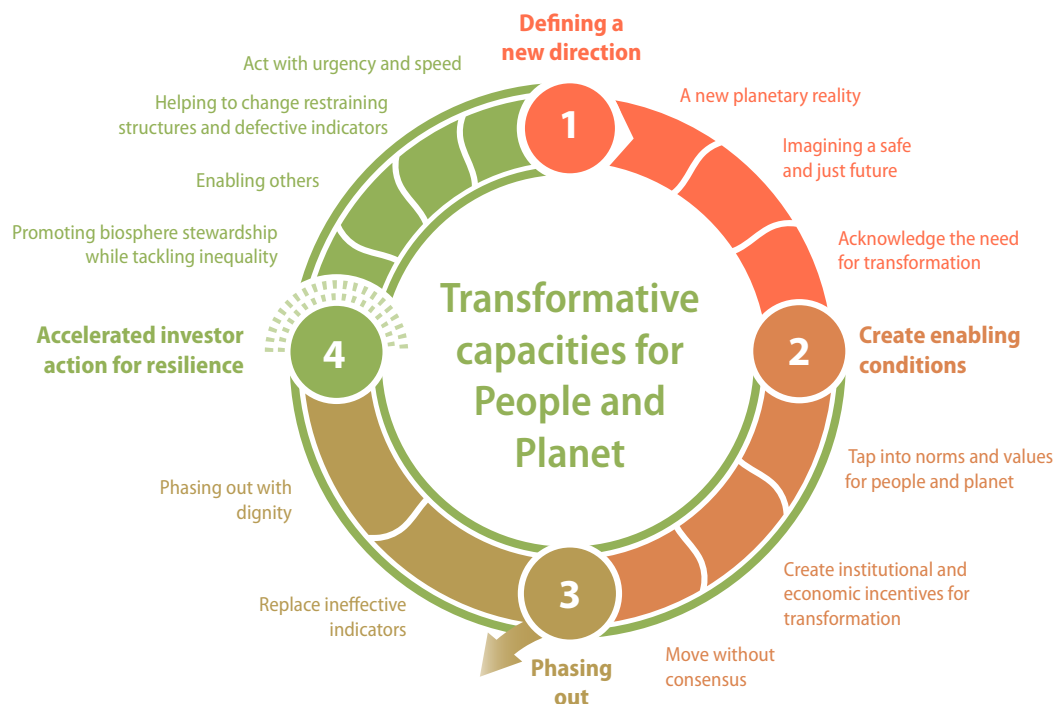 Defining a
new direction
1
A new planetary reality
Imagining a safe
and just future
Acknowledge the need
for transformation
2
Create enabling
conditions
Tap into norms and values
for people and planet
Create institutional and
economic incentives for
transformation
Move without
consensus
3
Phasing
out
Replace ineffective
indicators
Phasing out with
dignity
4
Accelerated investor
action for resilience
Promoting biosphere stewardship
while tackling inequality
Enabling others
Helping to change restraining
structures and defective indicators
Act with urgency and speed
Transformative
capacities for
People and
Planet